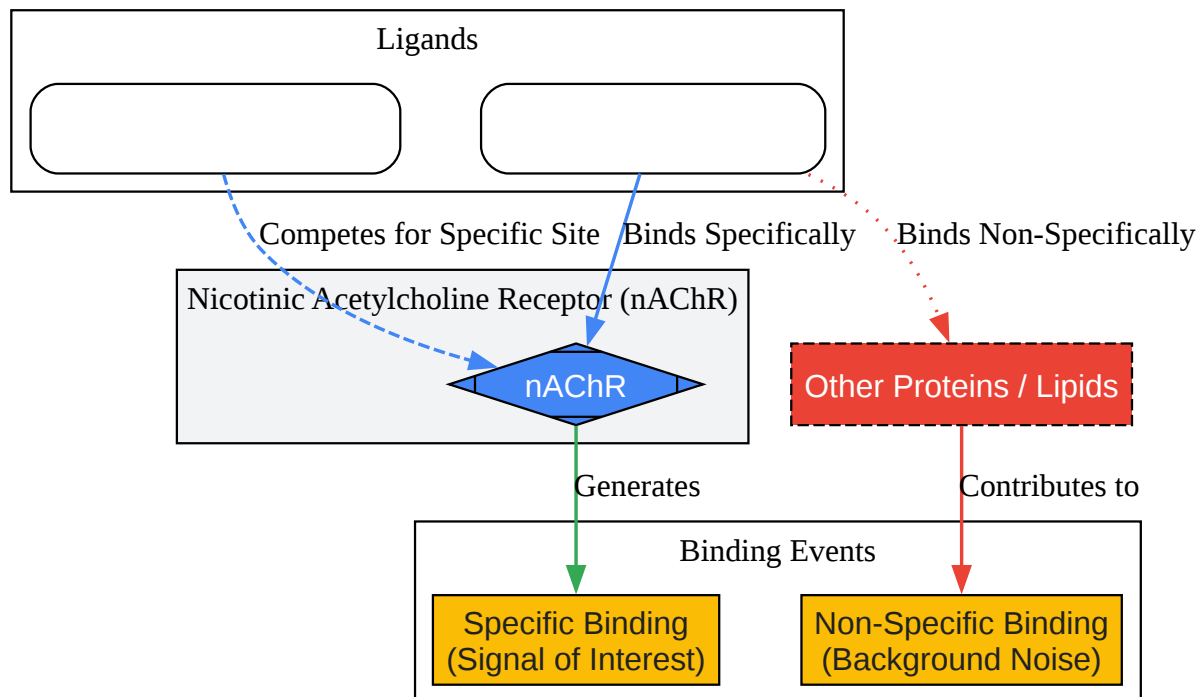 Ligands
Competes for Specific Site
Binds Specifically
Binds Non-Specifically
Nicotinic Acetylcholine Receptor (nAChR)
nAChR
Other Proteins / Lipids
Generates
Contributes to
Binding Events
Specific Binding
(Signal of Interest)
Non-Specific Binding
(Background Noise)